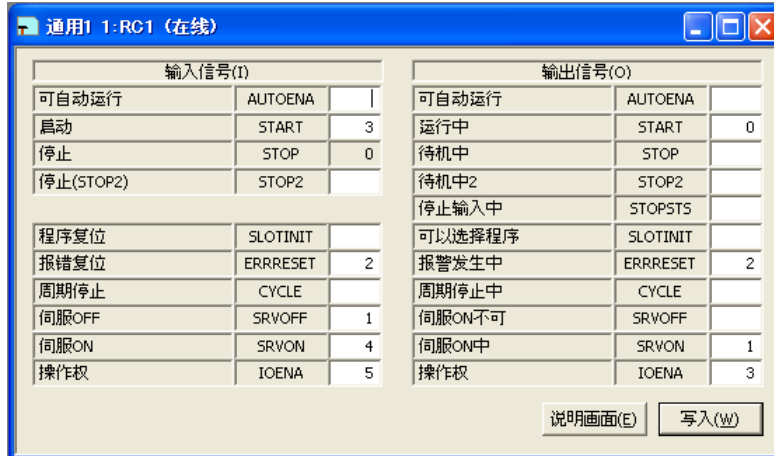 通用1 1:RC1 (在线)
输入信号(I)
可自动运行 AUTOENA
启动 START 3
停止 STOP 0
停止(STOP2) STOP2
程序复位 SLOTINIT
报错复位 ERRRESET 2
周期停止 CYCLE
伺服OFF SRVOFF 1
伺服ON SRVON 4
操作权 IOENA 5
输出信号(O)
可自动运行 AUTOENA
运行中 START 0
待机中 STOP
待机中2 STOP2
停止输入中 STOPSTS
可以选择程序 SLOTINIT
报警发生中 ERRRESET 2
周期停止中 CYCLE
伺服ON不可 SRVOFF
伺服ON中 SRVON 1
操作权 IOENA 3
说明画面(E) 写入(W)